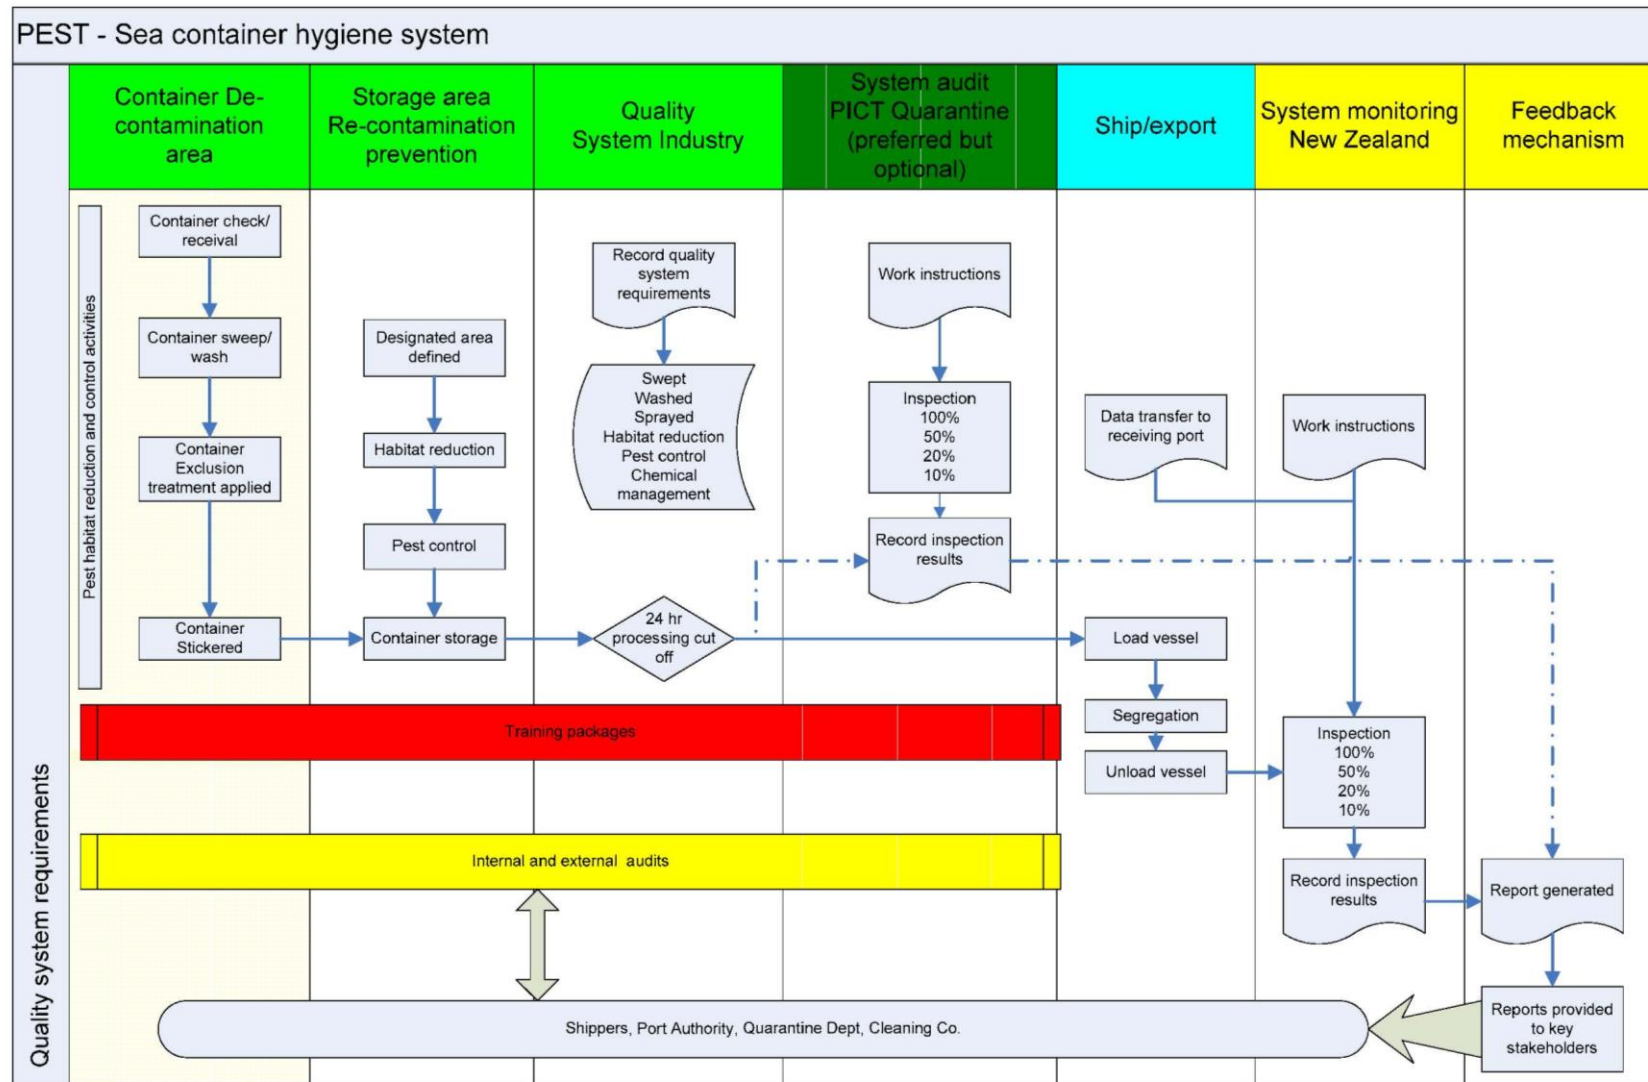 PEST - Sea container hygiene system
Container De-
contamination
area
Storage area
Re-contamination
prevention
Quality
System Industry
System audit
PICT Quarantine
(preferred but
optional)
Ship/export
System monitoring
New Zealand
Feedback
mechanism
Quality system requirements
Pest habitat reduction and control activities
Container check/
receival
Container sweep/
wash
Container
Exclusion
treatment applied
Container
Stickered
Designated area
defined
Habitat reduction
Pest control
Container storage
Record quality
system
requirements
Swept
Washed
Sprayed
Habitat reduction
Pest control
Chemical
management
24 hr
processing cut
off
Work instructions
Inspection
100%
50%
20%
10%
Record inspection
results
Data transfer to
receiving port
Load vessel
Segregation
Unload vessel
Work instructions
Inspection
100%
50%
20%
10%
Record inspection
results
Report generated
Reports provided
to key
stakeholders
Training packages
Internal and external audits
Shippers, Port Authority, Quarantine Dept, Cleaning Co.